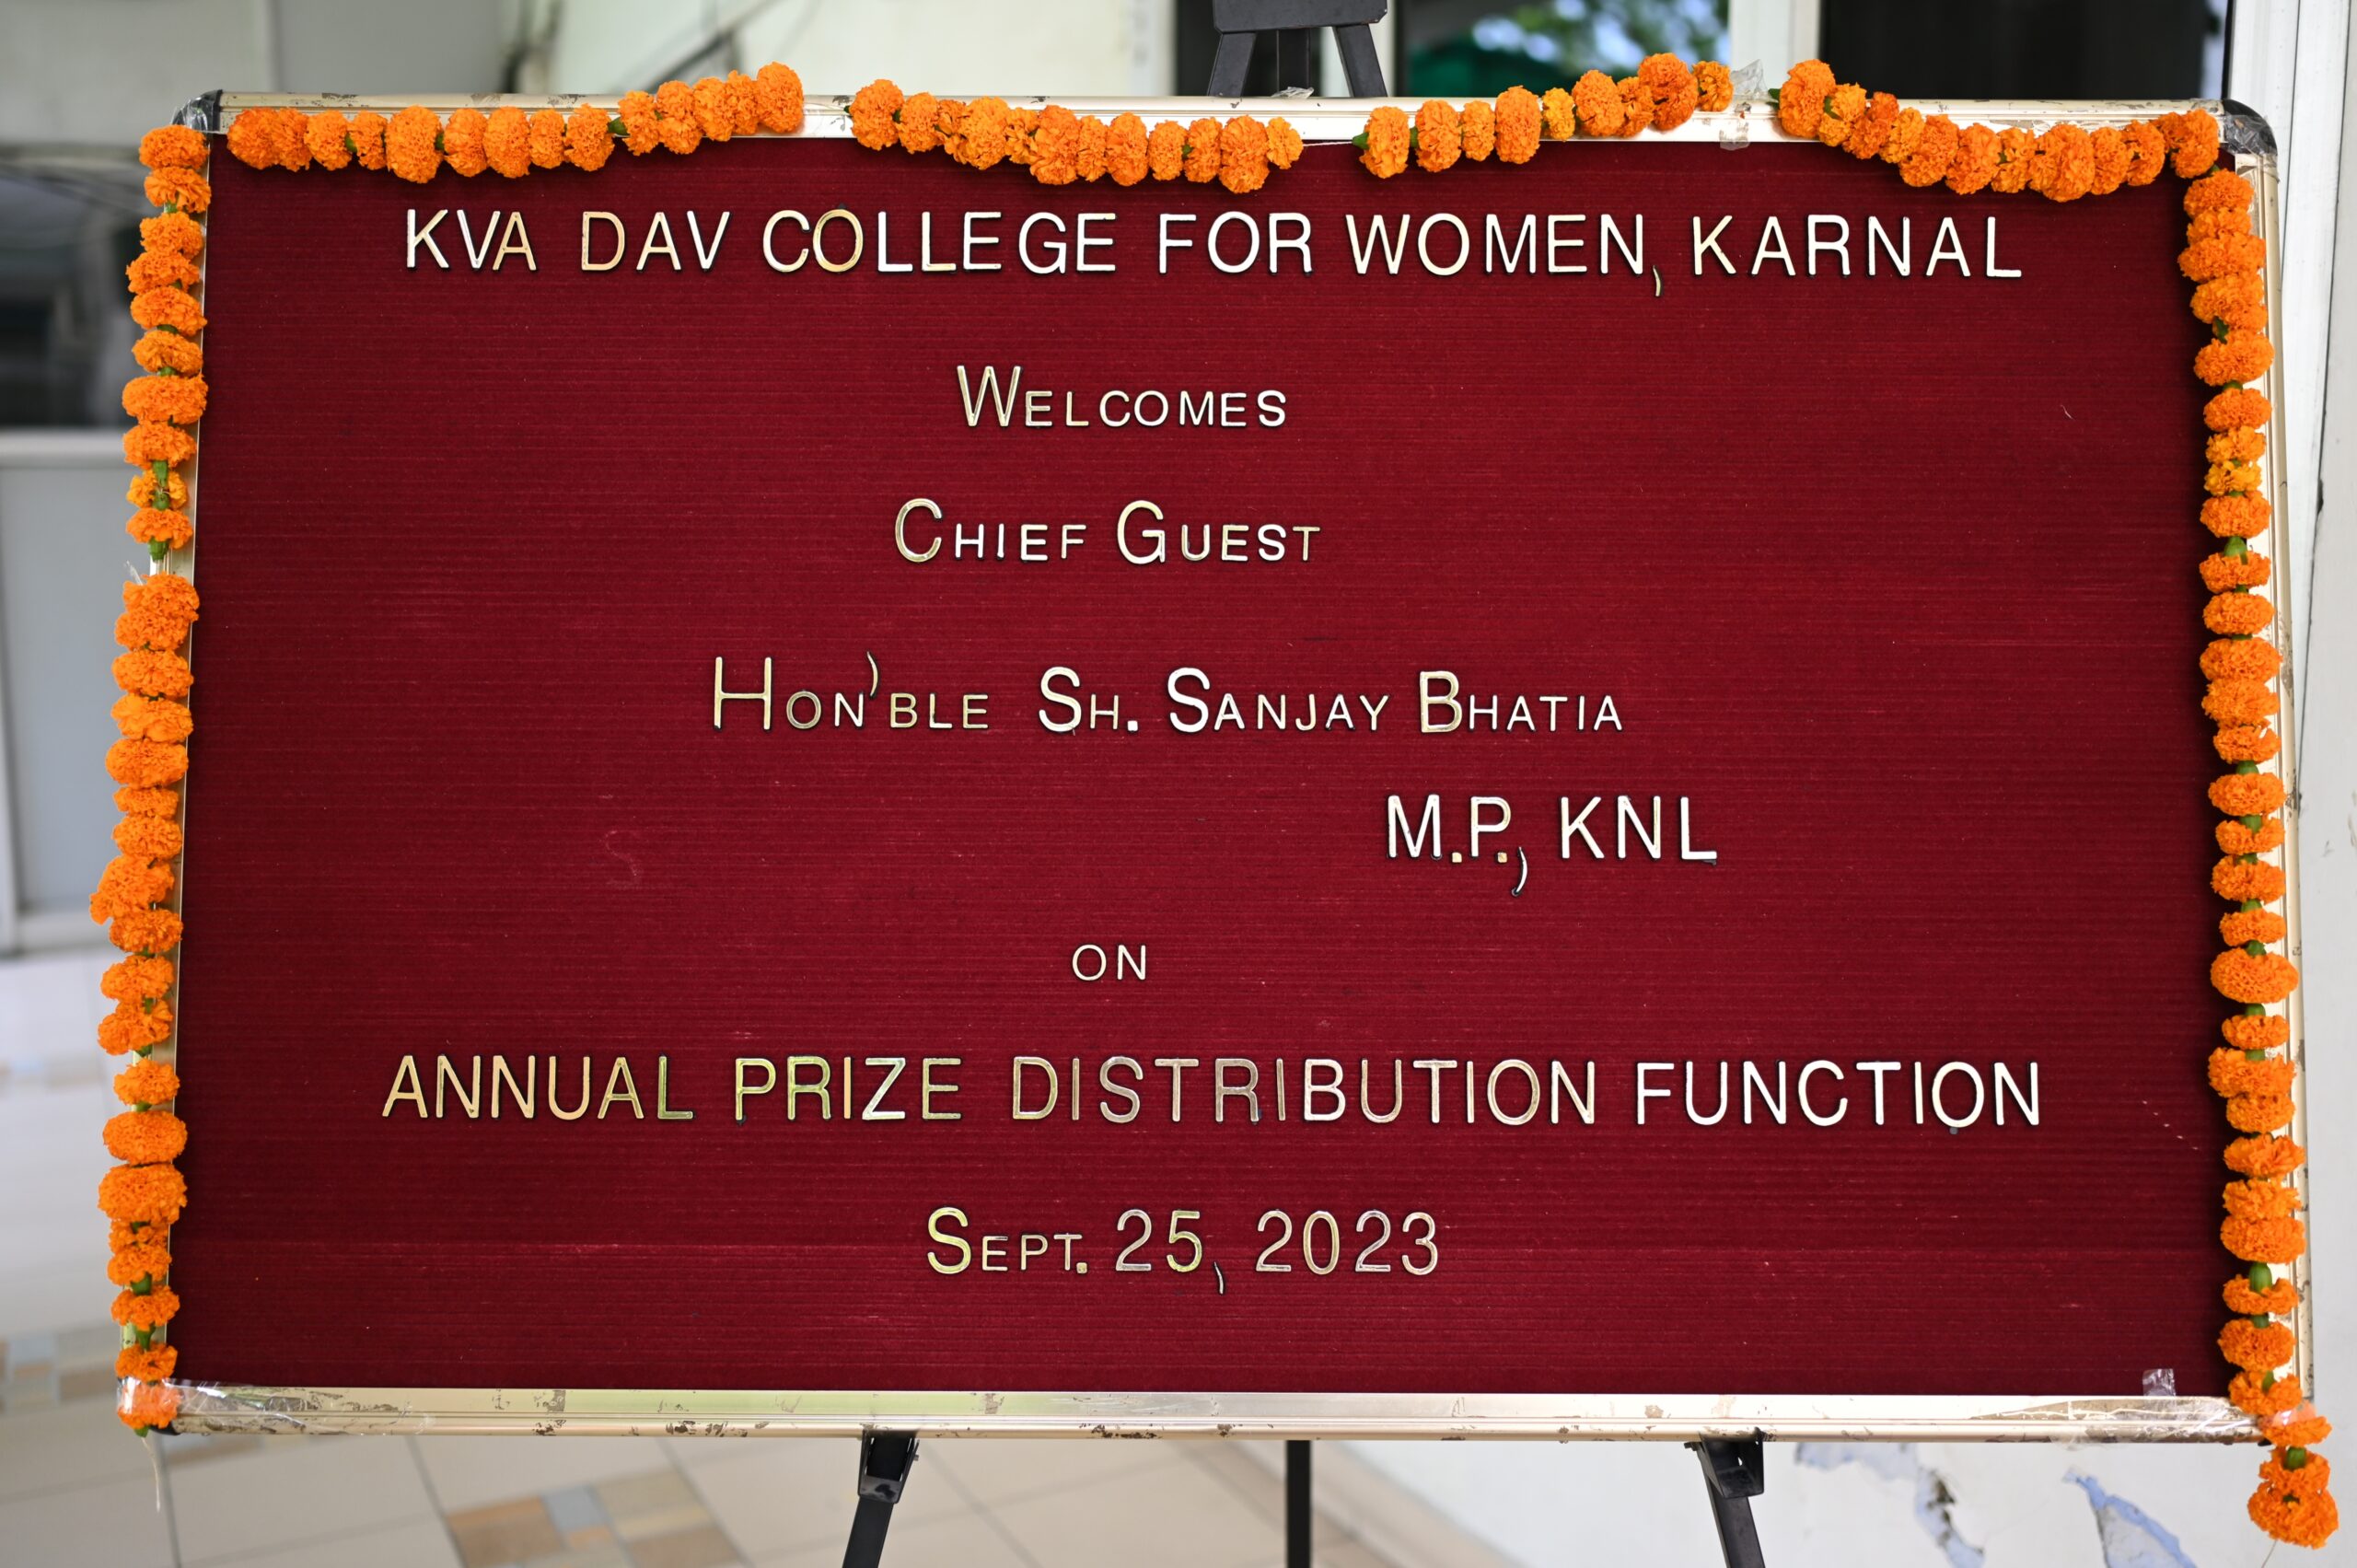 KVA DAV COLLEGE FOR WOMEN, KARNAL
WELCOMES
CHIEF GUEST
HON'BLE SH. SANJAY BHATIA
M.P., KNL
ON
ANNUAL PRIZE DISTRIBUTION FUNCTION
SEPT. 25, 2023